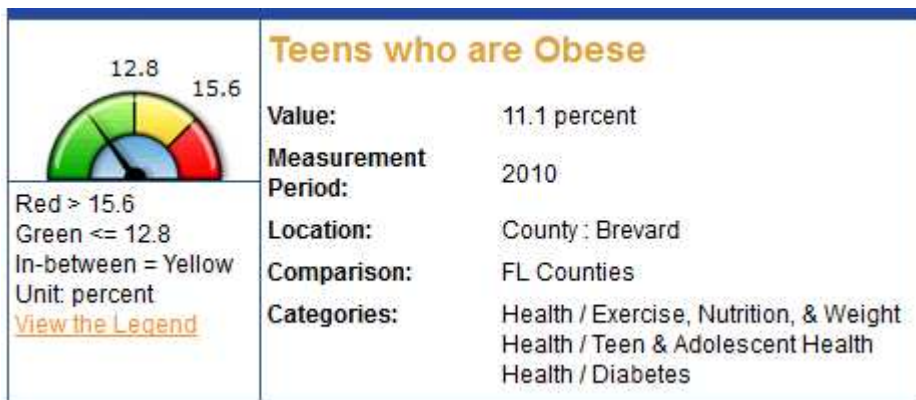 12.8
15.6
Red > 15.6
Green <= 12.8
In-between = Yellow
Unit: percent
View the Legend
Teens who are Obese
Value: 11.1 percent
Measurement
Period: 2010
Location: County : Brevard
Comparison: FL Counties
Categories: Health / Exercise, Nutrition, & Weight
Health / Teen & Adolescent Health
Health / Diabetes